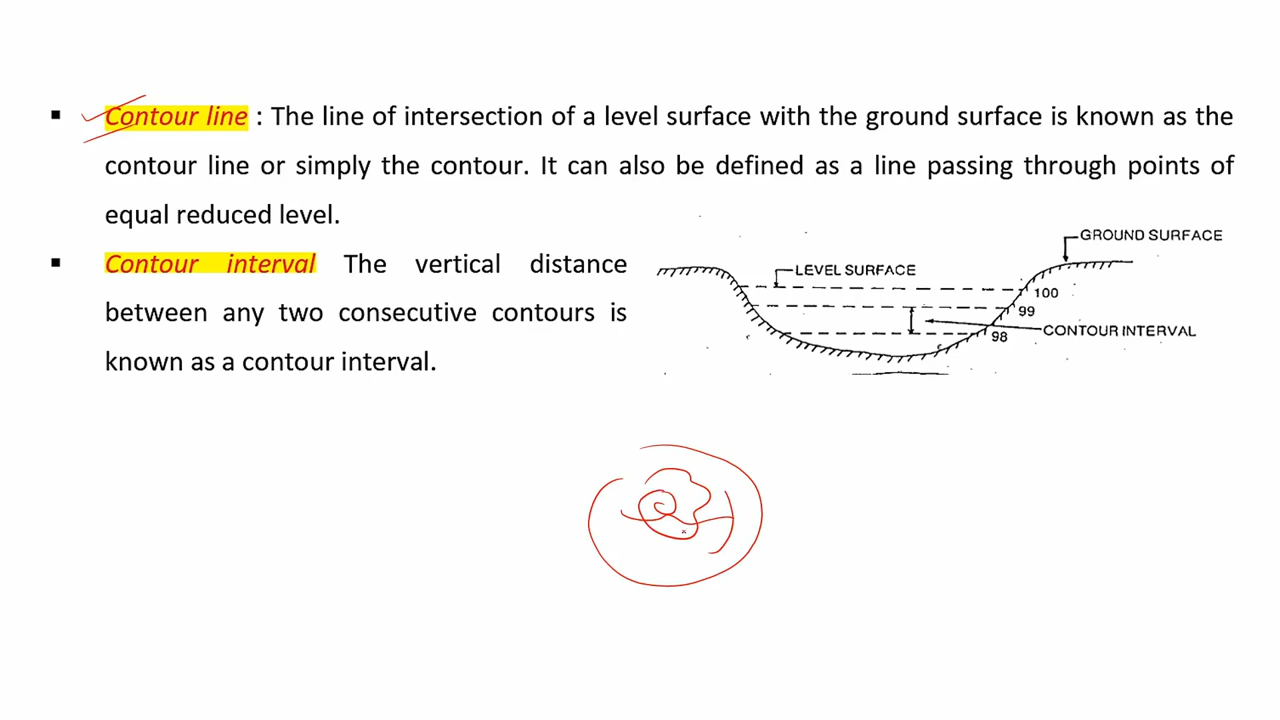 ▪ Contour line : The line of intersection of a level surface with the ground surface is known as the
contour line or simply the contour. It can also be defined as a line passing through points of
equal reduced level.
▪ Contour interval The vertical distance
between any two consecutive contours is
known as a contour interval.
GROUND SURFACE
LEVEL SURFACE
100
99
CONTOUR INTERVAL
98